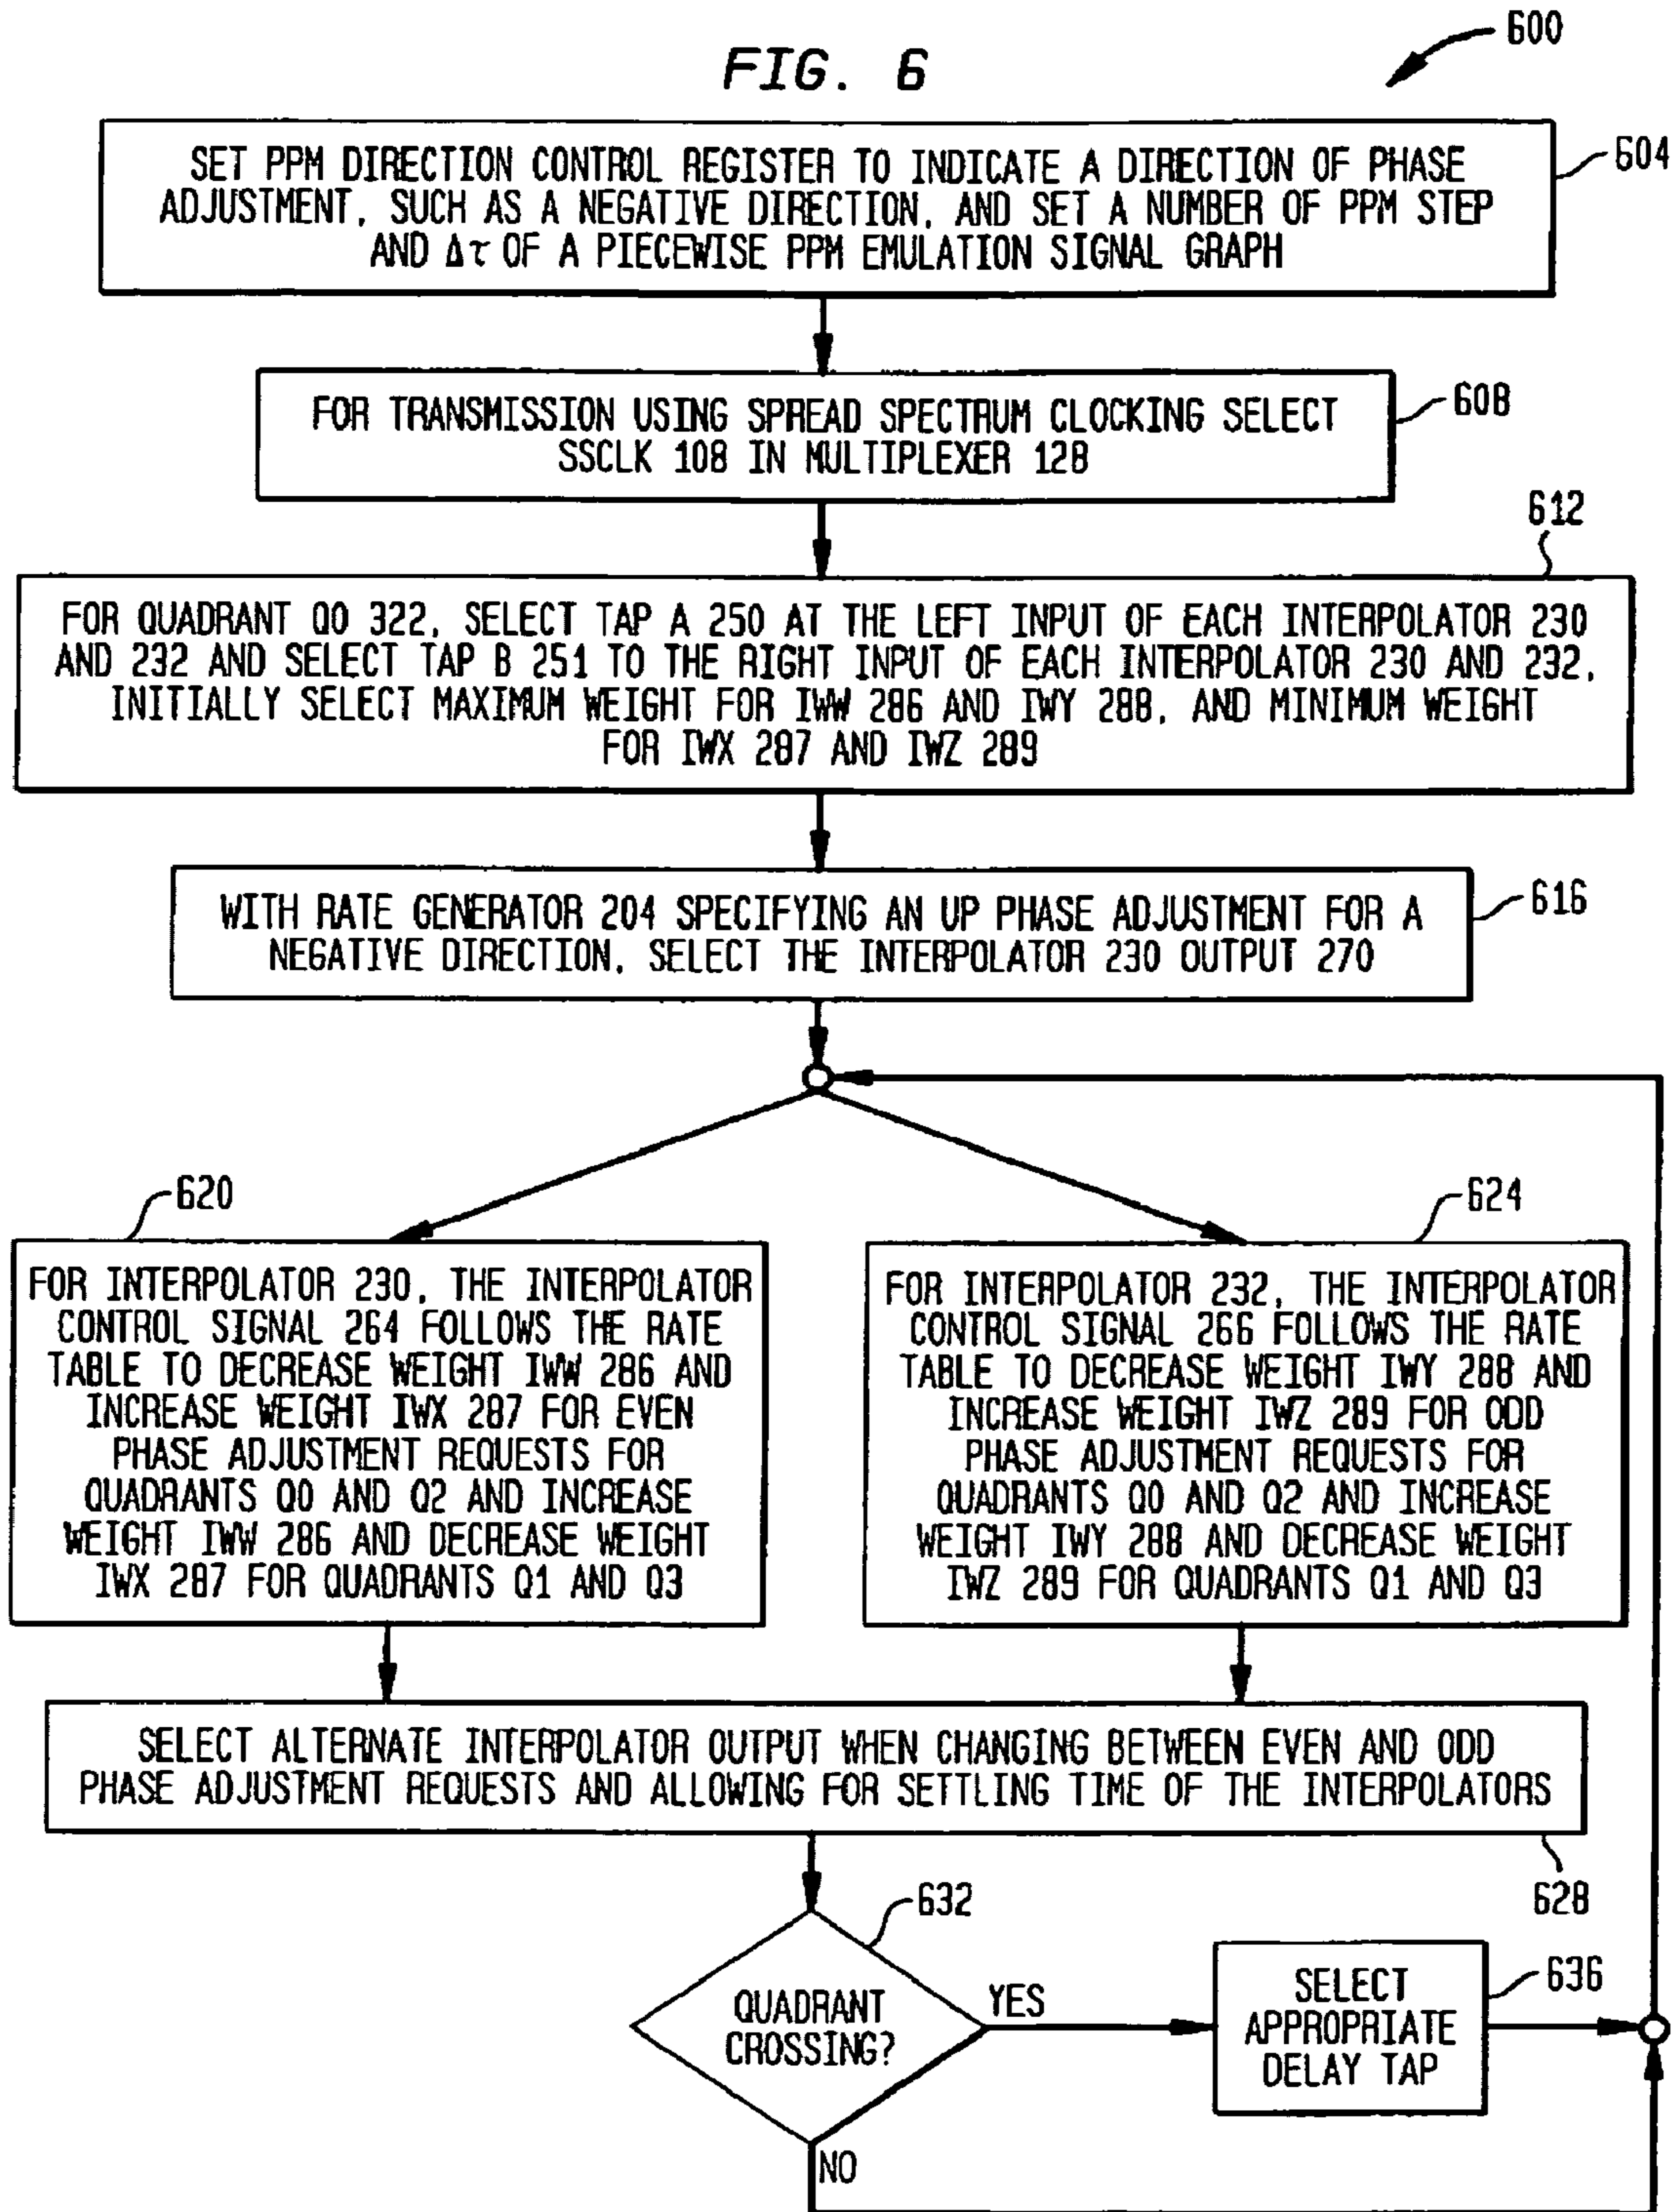 FIG. 6
600
SET PPM DIRECTION CONTROL REGISTER TO INDICATE A DIRECTION OF PHASE
ADJUSTMENT, SUCH AS A NEGATIVE DIRECTION, AND SET A NUMBER OF PPM STEP
AND Δτ OF A PIECEWISE PPM EMULATION SIGNAL GRAPH
604
FOR TRANSMISSION USING SPREAD SPECTRUM CLOCKING SELECT
SSCLK 108 IN MULTIPLEXER 128
608
612
FOR QUADRANT Q0 322, SELECT TAP A 250 AT THE LEFT INPUT OF EACH INTERPOLATOR 230
AND 232 AND SELECT TAP B 251 TO THE RIGHT INPUT OF EACH INTERPOLATOR 230 AND 232,
INITIALLY SELECT MAXIMUM WEIGHT FOR IWW 286 AND IWY 288, AND MINIMUM WEIGHT
FOR IWX 287 AND IWZ 289
WITH RATE GENERATOR 204 SPECIFYING AN UP PHASE ADJUSTMENT FOR A
NEGATIVE DIRECTION, SELECT THE INTERPOLATOR 230 OUTPUT 270
616
620
FOR INTERPOLATOR 230, THE INTERPOLATOR
CONTROL SIGNAL 264 FOLLOWS THE RATE
TABLE TO DECREASE WEIGHT IWW 286 AND
INCREASE WEIGHT IWX 287 FOR EVEN
PHASE ADJUSTMENT REQUESTS FOR
QUADRANTS Q0 AND Q2 AND INCREASE
WEIGHT IWW 286 AND DECREASE WEIGHT
IWX 287 FOR QUADRANTS Q1 AND Q3
624
FOR INTERPOLATOR 232, THE INTERPOLATOR
CONTROL SIGNAL 266 FOLLOWS THE RATE
TABLE TO DECREASE WEIGHT IWY 288 AND
INCREASE WEIGHT IWZ 289 FOR ODD
PHASE ADJUSTMENT REQUESTS FOR
QUADRANTS Q0 AND Q2 AND INCREASE
WEIGHT IWY 288 AND DECREASE WEIGHT
IWZ 289 FOR QUADRANTS Q1 AND Q3
SELECT ALTERNATE INTERPOLATOR OUTPUT WHEN CHANGING BETWEEN EVEN AND ODD
PHASE ADJUSTMENT REQUESTS AND ALLOWING FOR SETTLING TIME OF THE INTERPOLATORS
628
632
QUADRANT
CROSSING?
YES
SELECT
APPROPRIATE
DELAY TAP
636
NO